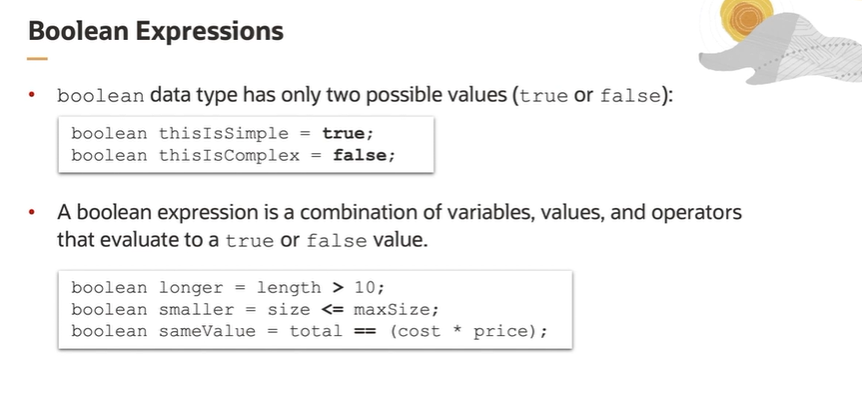 Boolean Expressions
• boolean data type has only two possible values (true or false):
boolean thisIsSimple = true;
boolean thisIsComplex = false;
• A boolean expression is a combination of variables, values, and operators
that evaluate to a true or false value.
boolean longer = length > 10;
boolean smaller = size <= maxSize;
boolean sameValue = total == (cost * price);